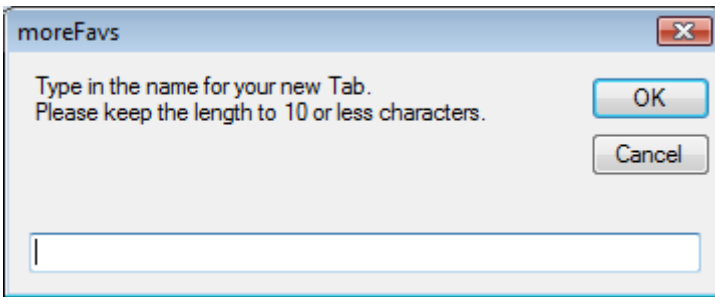 moreFavs
Type in the name for your new Tab.
Please keep the length to 10 or less characters.
OK
Cancel